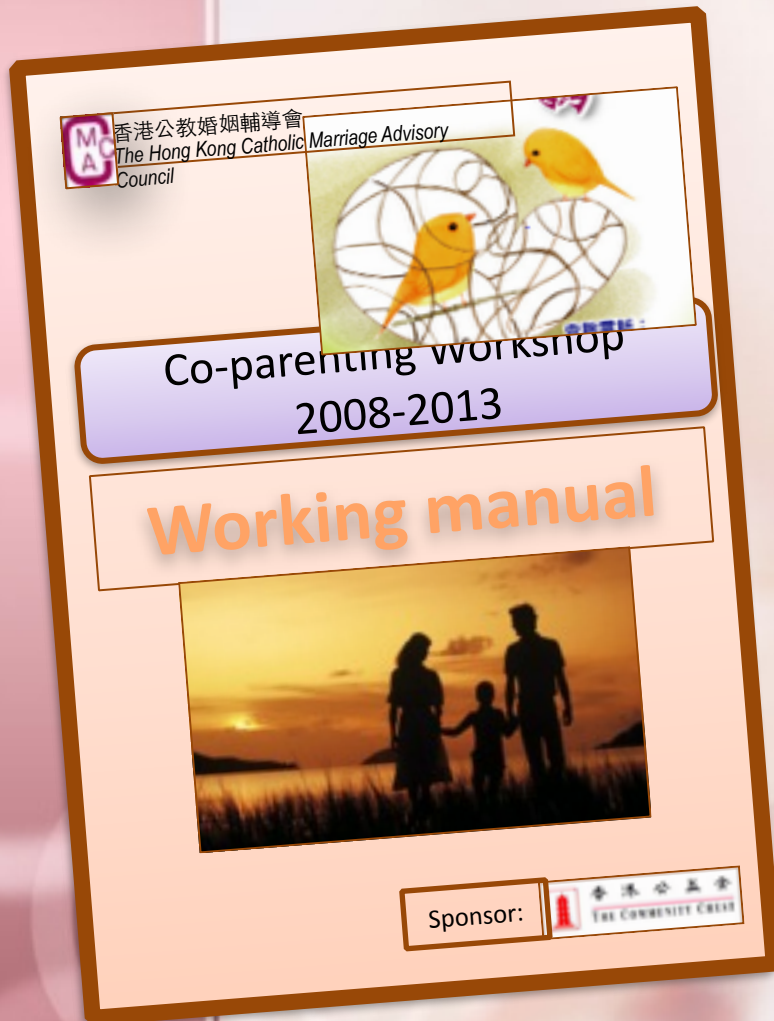 MCAC
香港公教婚姻輔導會
The Hong Kong Catholic Marriage Advisory
Council
Co-parenting Workshop
2008-2013
Working manual
Sponsor:
香港公益金
THE COMMUNITY CHEST